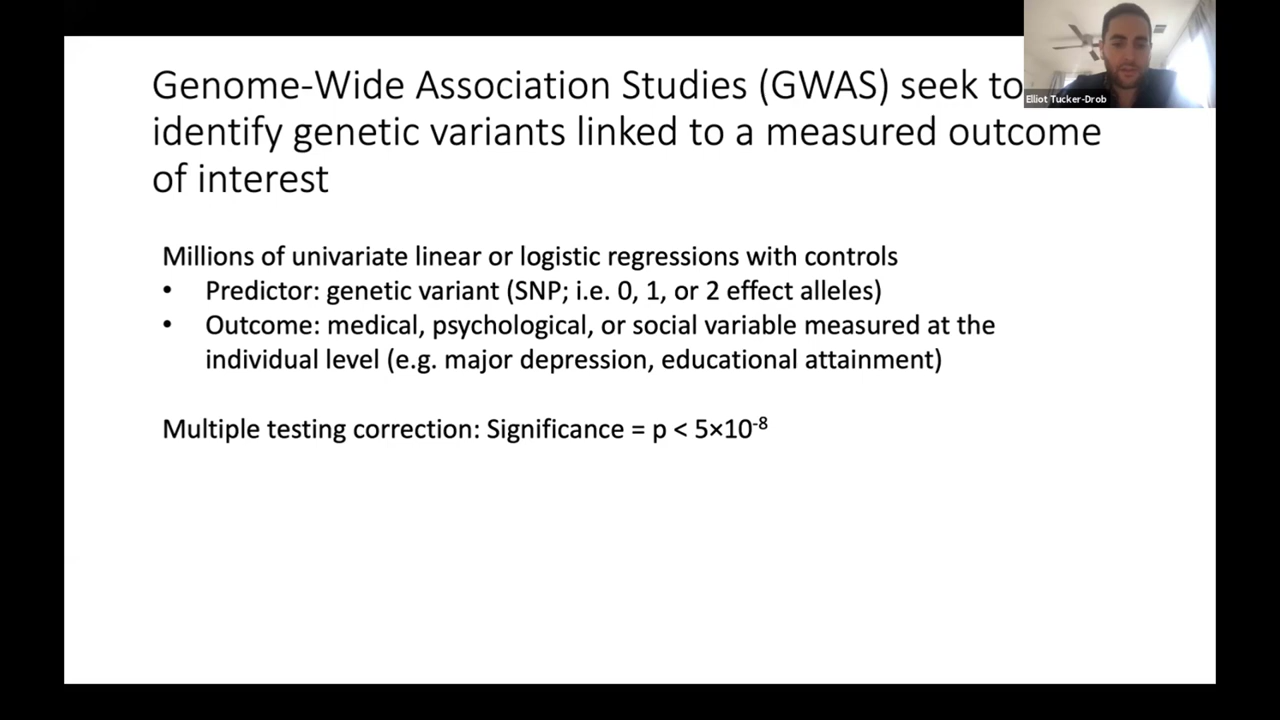 Genome-Wide Association Studies (GWAS) seek to
identify genetic variants linked to a measured outcome
of interest
Elliot Tucker-Drob
Millions of univariate linear or logistic regressions with controls
• Predictor: genetic variant (SNP; i.e. 0, 1, or 2 effect alleles)
• Outcome: medical, psychological, or social variable measured at the
individual level (e.g. major depression, educational attainment)
Multiple testing correction: Significance = p < 5×10⁻⁸